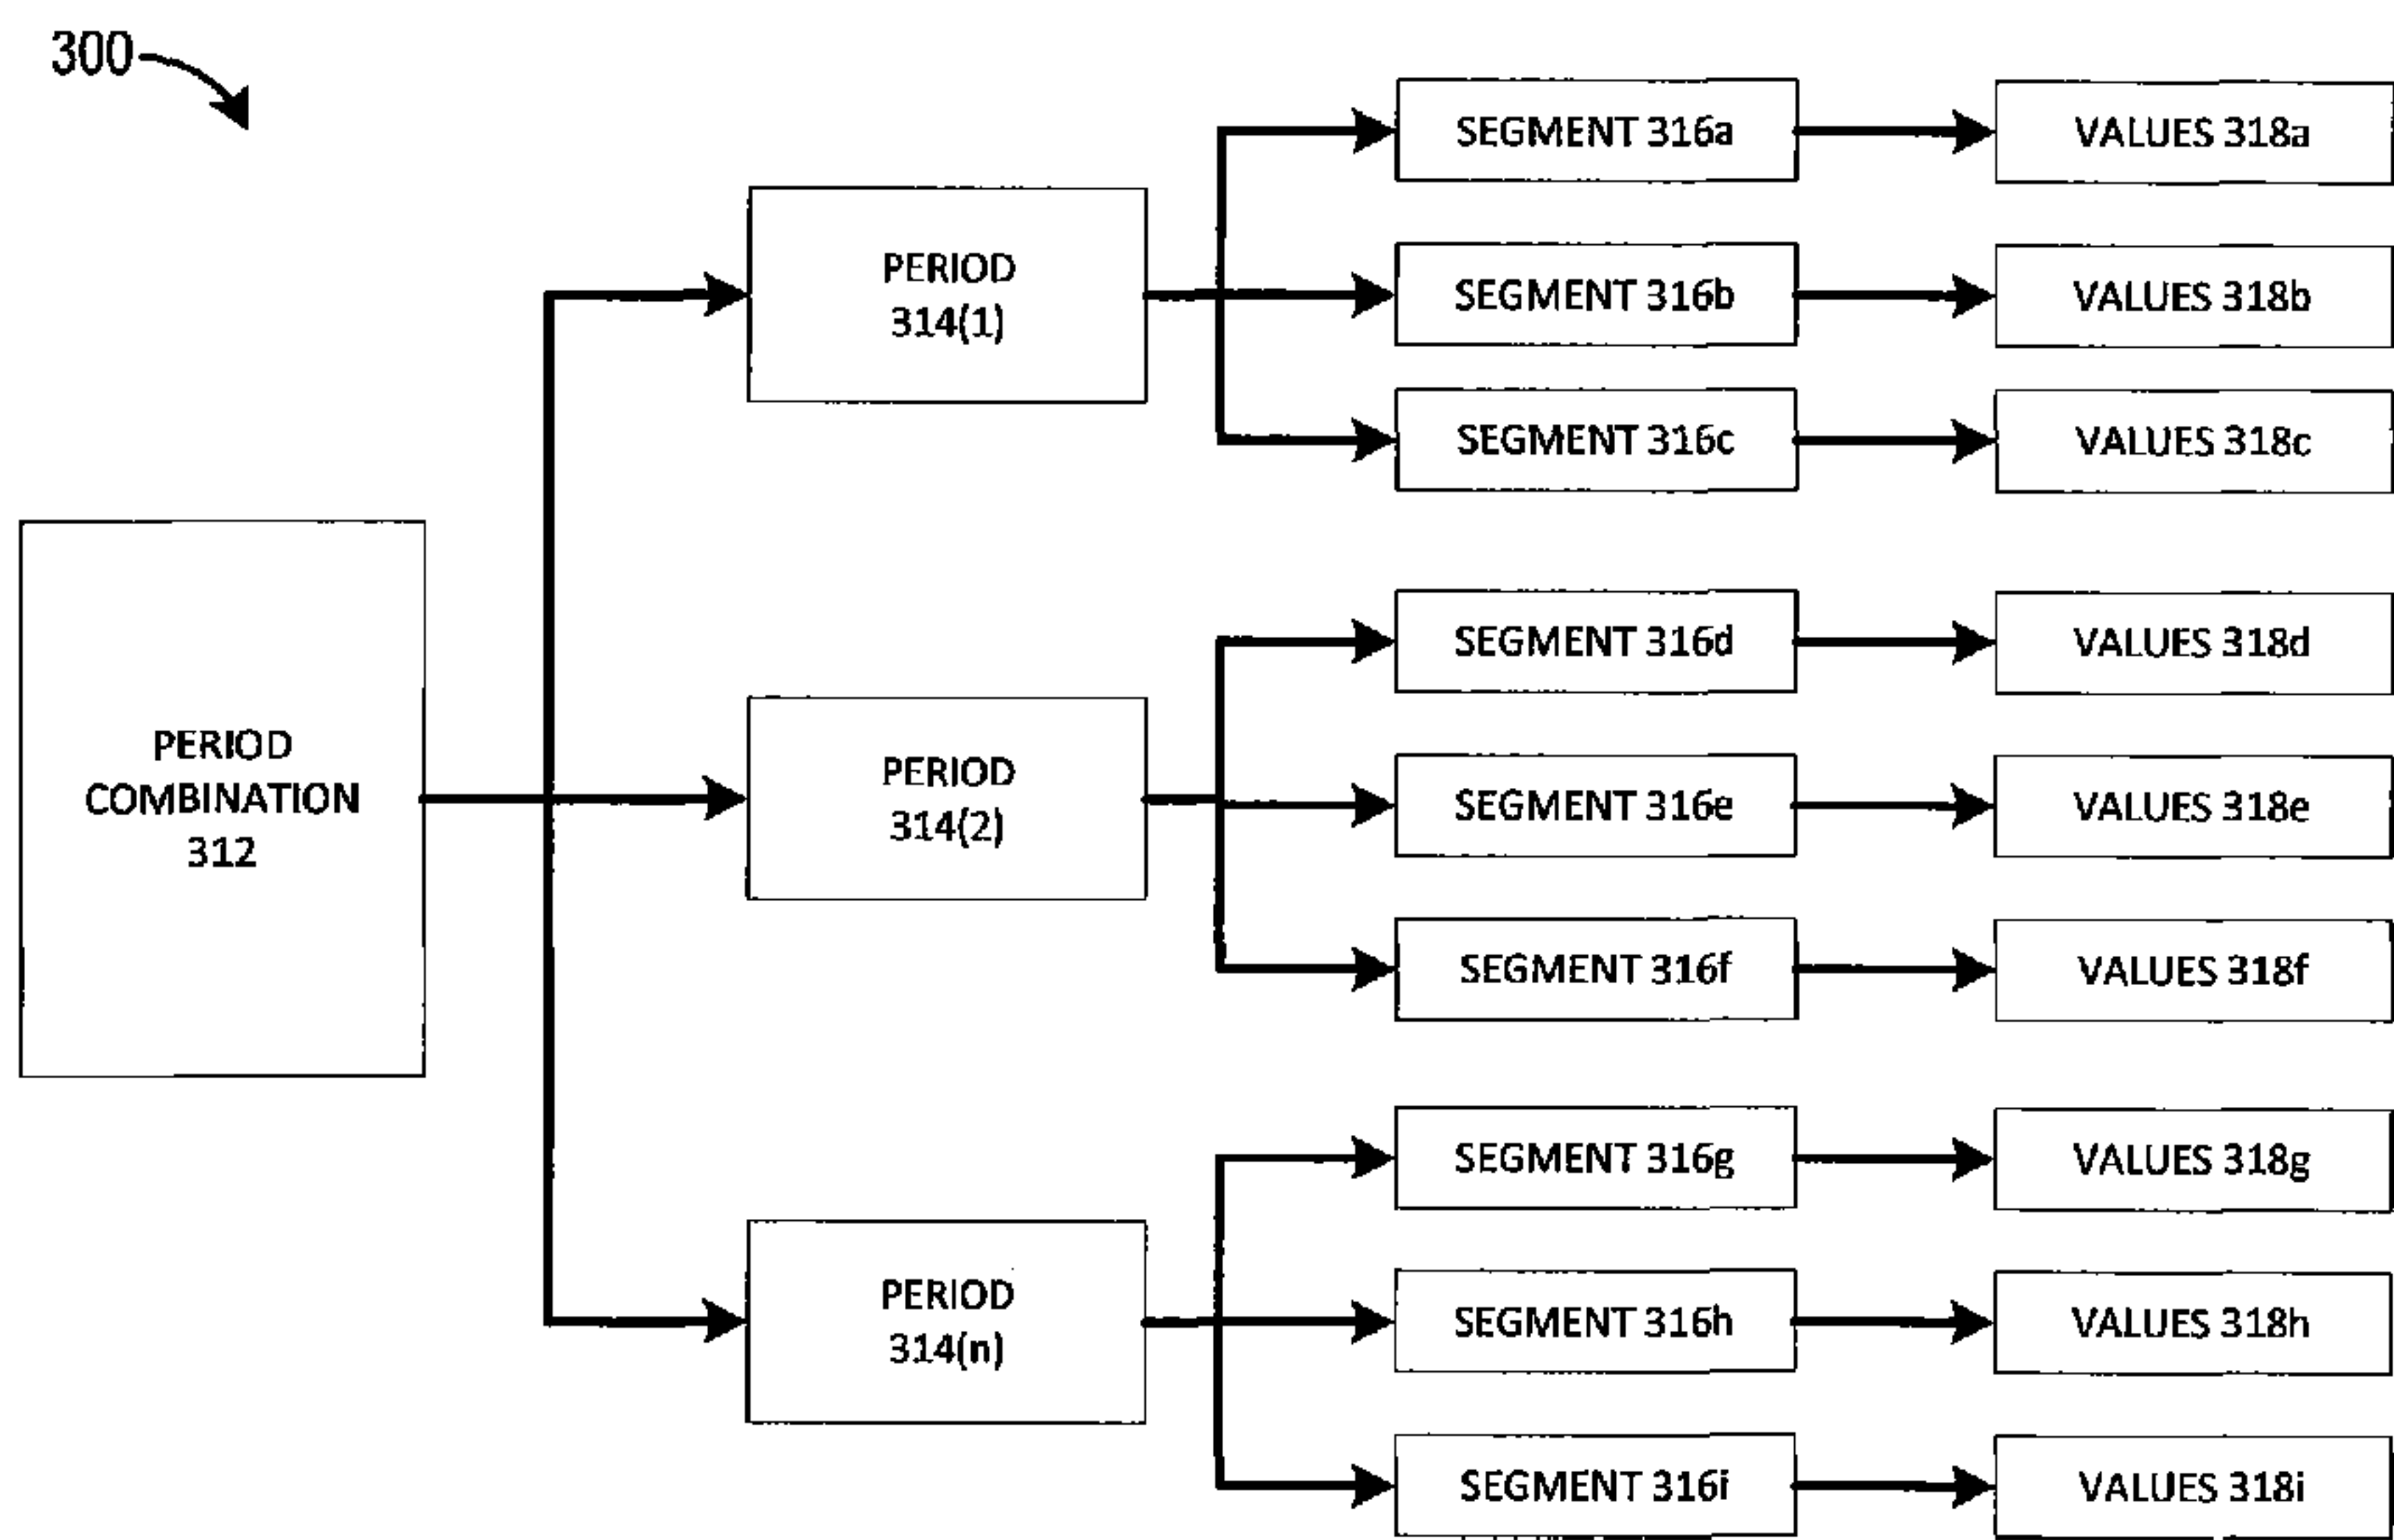 300
SEGMENT 316a
VALUES 318a
PERIOD
314(1)
SEGMENT 316b
VALUES 318b
SEGMENT 316c
VALUES 318c
PERIOD
COMBINATION
312
SEGMENT 316d
VALUES 318d
PERIOD
314(2)
SEGMENT 316e
VALUES 318e
SEGMENT 316f
VALUES 318f
SEGMENT 316g
VALUES 318g
PERIOD
314(n)
SEGMENT 316h
VALUES 318h
SEGMENT 316i
VALUES 318i